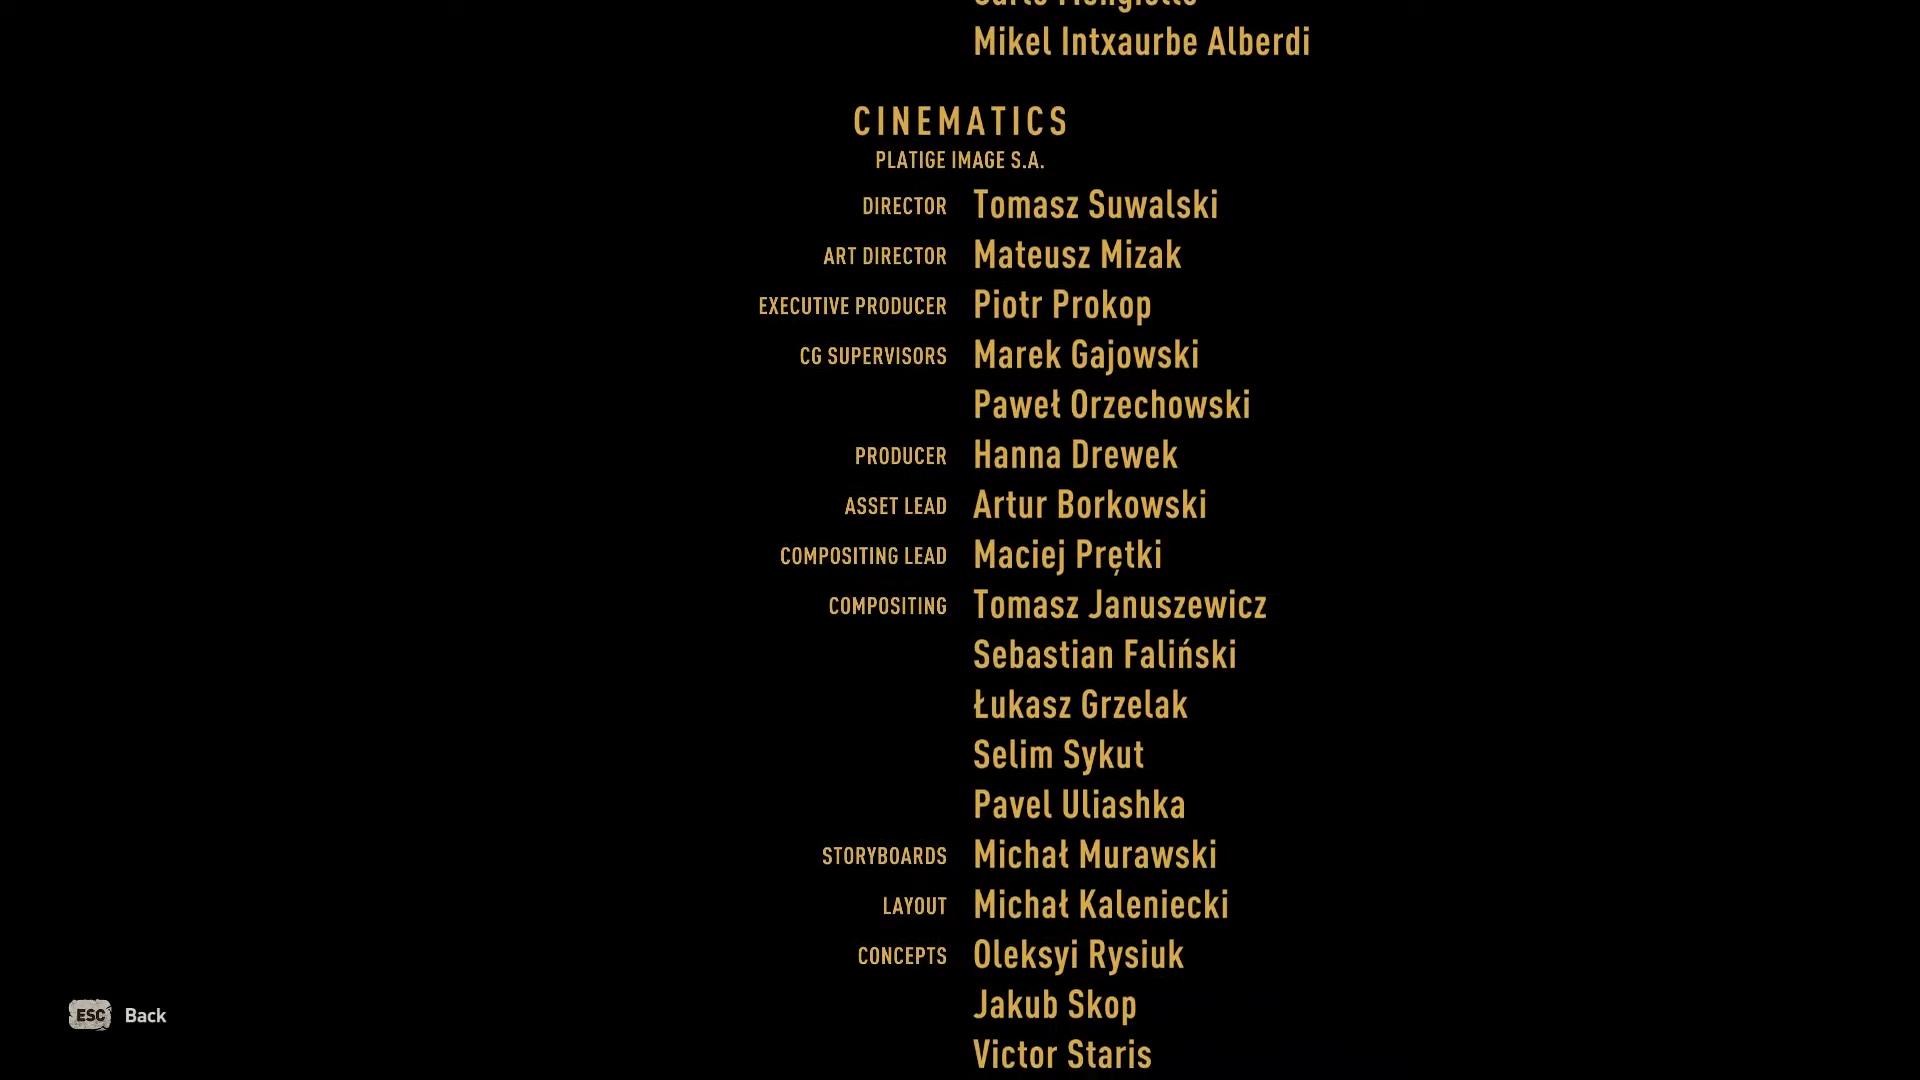 Mikel Intxaurbe Alberdi
CINEMATICS
PLATIGE IMAGE S.A.
DIRECTOR Tomasz Suwalski
ART DIRECTOR Mateusz Mizak
EXECUTIVE PRODUCER Piotr Prokop
CG SUPERVISORS Marek Gajowski
Paweł Orzechowski
PRODUCER Hanna Drewek
ASSET LEAD Artur Borkowski
COMPOSITING LEAD Maciej Prętki
COMPOSITING Tomasz Januszewicz
Sebastian Faliński
Łukasz Grzelak
Selim Sykut
Pavel Uliashka
STORYBOARDS Michał Murawski
LAYOUT Michał Kaleniecki
CONCEPTS Oleksyi Rysiuk
Jakub Skop
Victor Staris
ESC Back